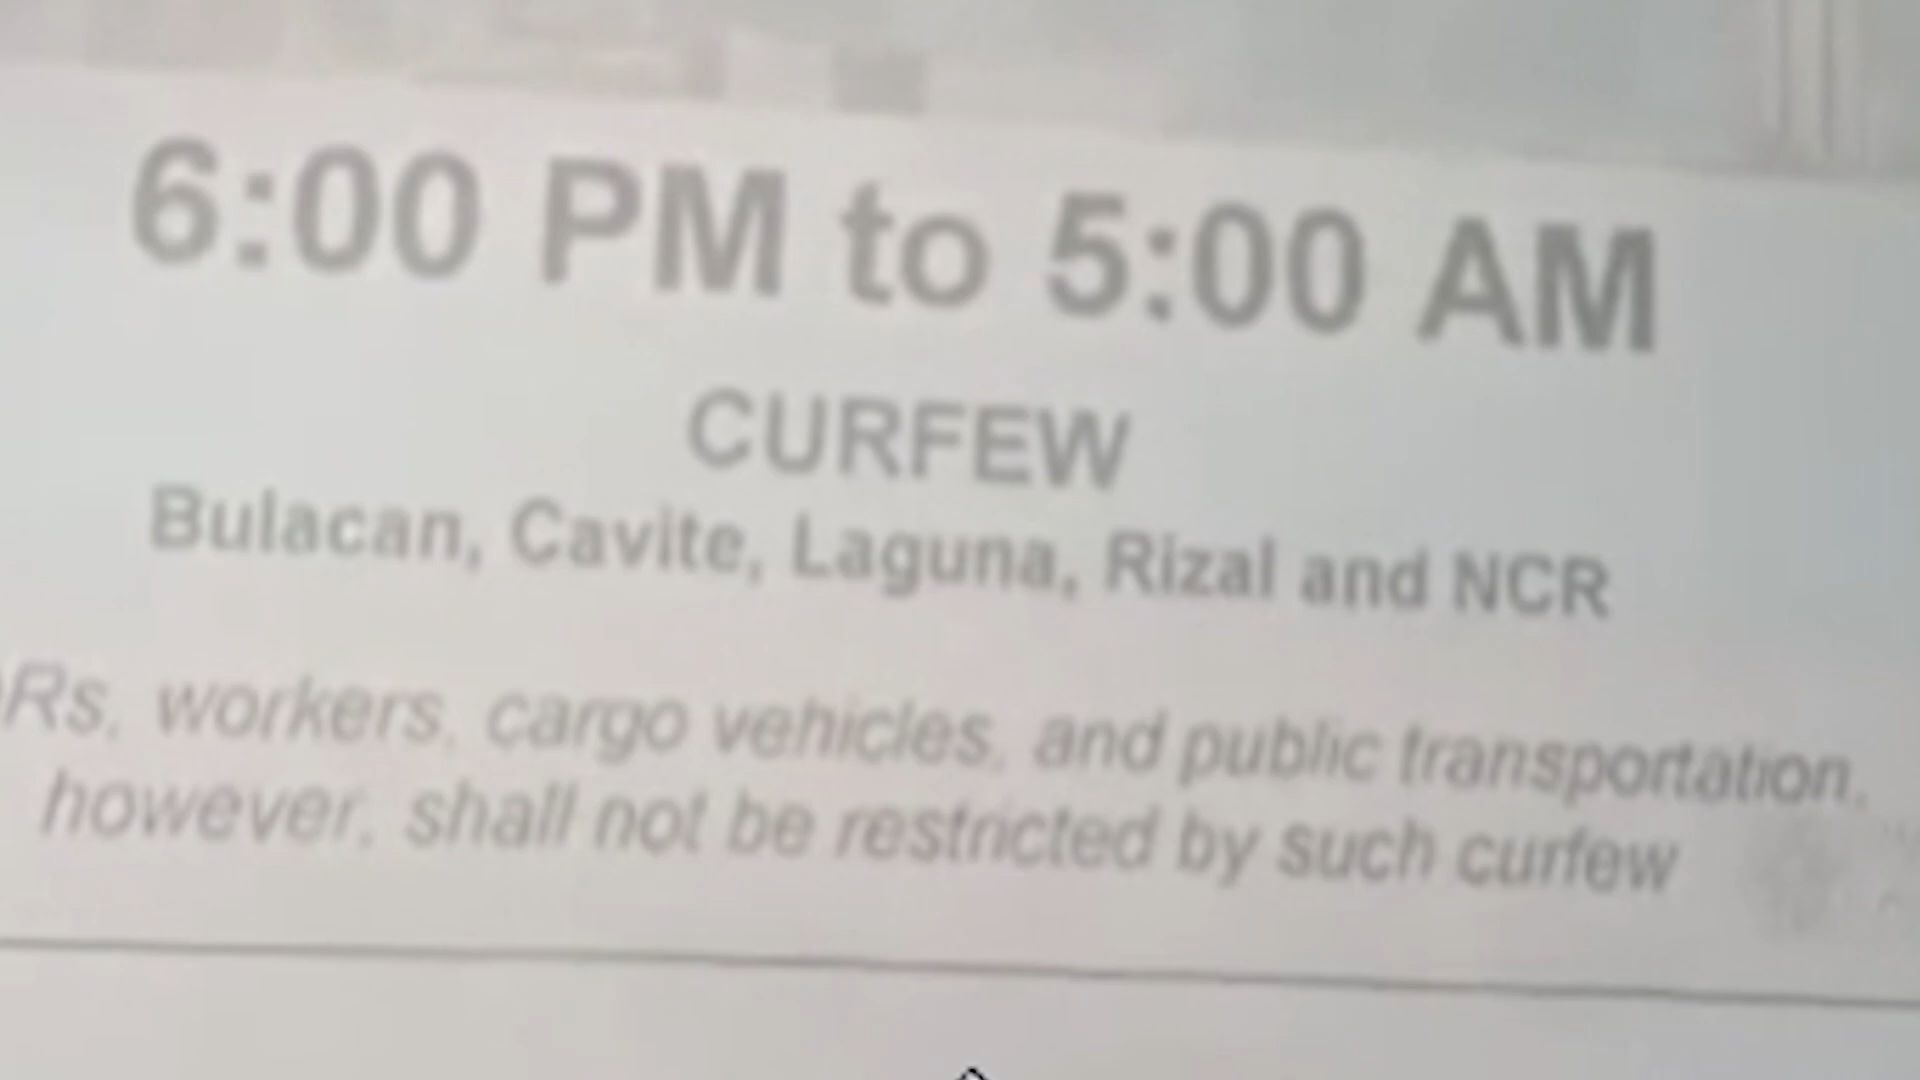 6:00 PM to 5:00 AM
CURFEW
Bulacan, Cavite, Laguna, Rizal and NCR
workers, cargo vehicles, and public transportation,
however, shall not be restricted by such curfew